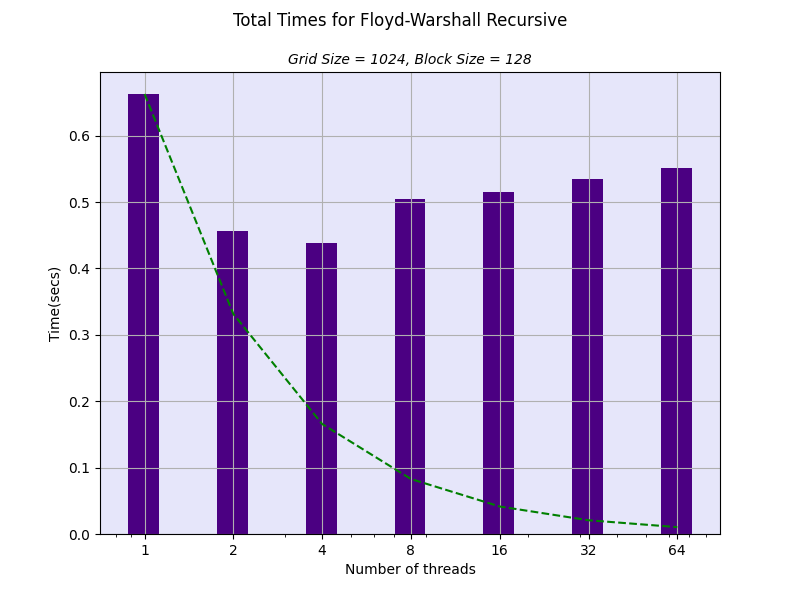 Total Times for Floyd-Warshall Recursive
Grid Size = 1024, Block Size = 128
Time(secs)
0.6
0.5
0.4
0.3
0.2
0.1
0.0
1 2 4 8 16 32 64
Number of threads